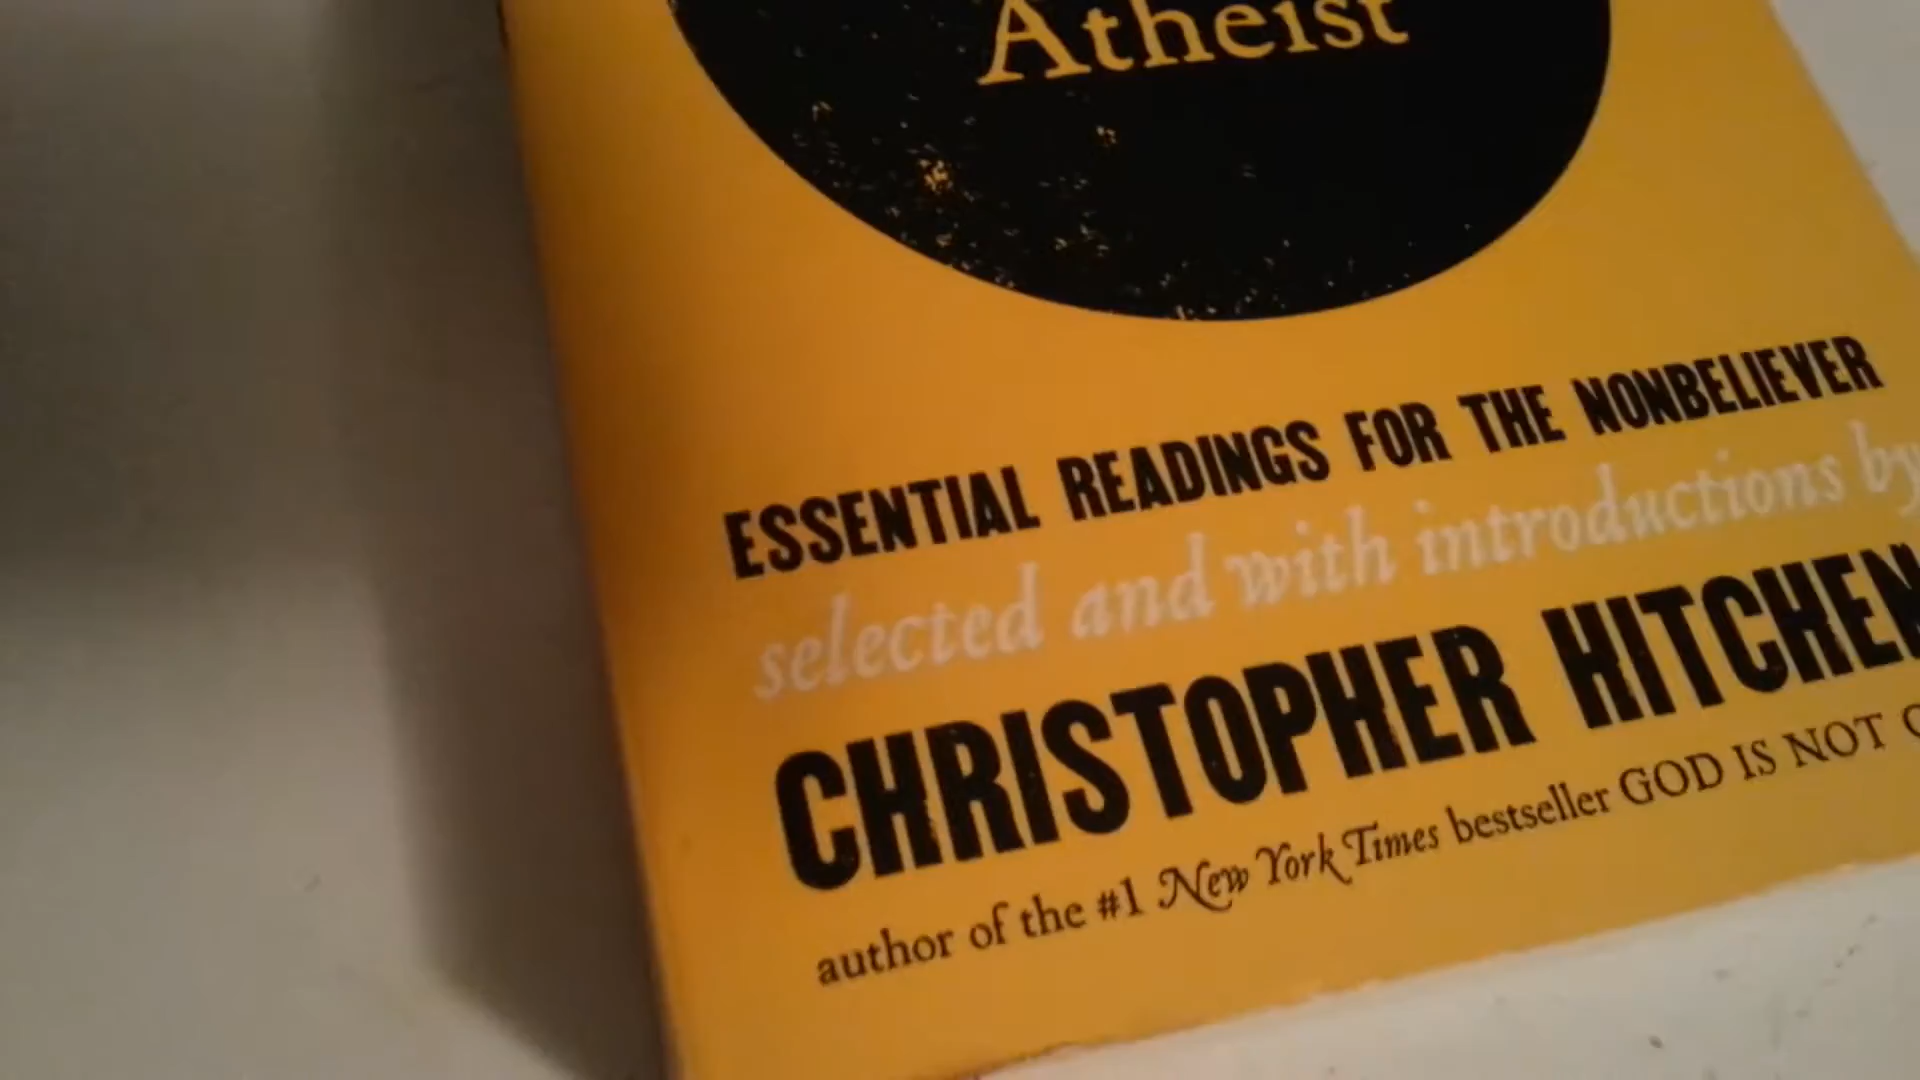 Atheist
ESSENTIAL READINGS FOR THE NONBELIEVER
selected and with introductions by
CHRISTOPHER HITCHEN
author of the #1 New York Times bestseller GOD IS NOT